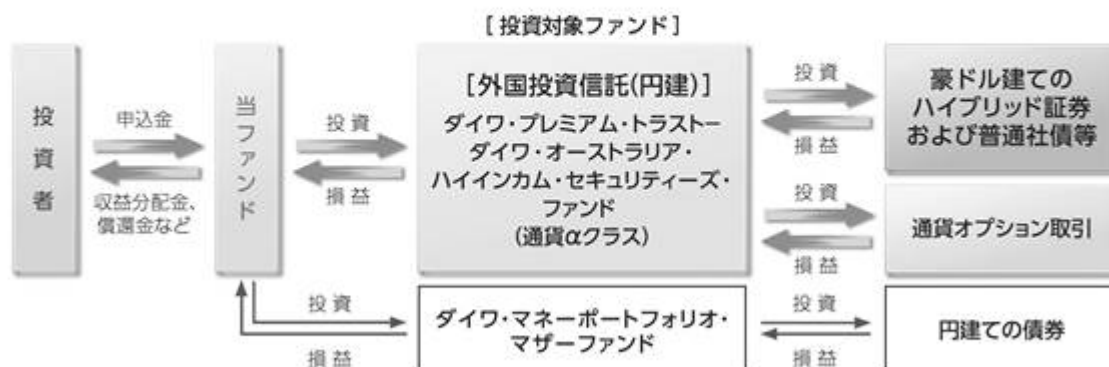 [ 投資対象ファンド ]
投資者
申込金
収益分配金、
償還金など
当ファンド
投資
損益
[外国投資信託(円建)]
ダイワ・プレミアム・トラストー
ダイワ・オーストラリア・
ハイインカム・セキュリティーズ・
ファンド
(通貨αクラス)
投資
損益
豪ドル建ての
ハイブリッド証券
および普通社債等
投資
損益
通貨オプション取引
投資
損益
ダイワ・マネーポートフォリオ・
マザーファンド
投資
損益
円建ての債券